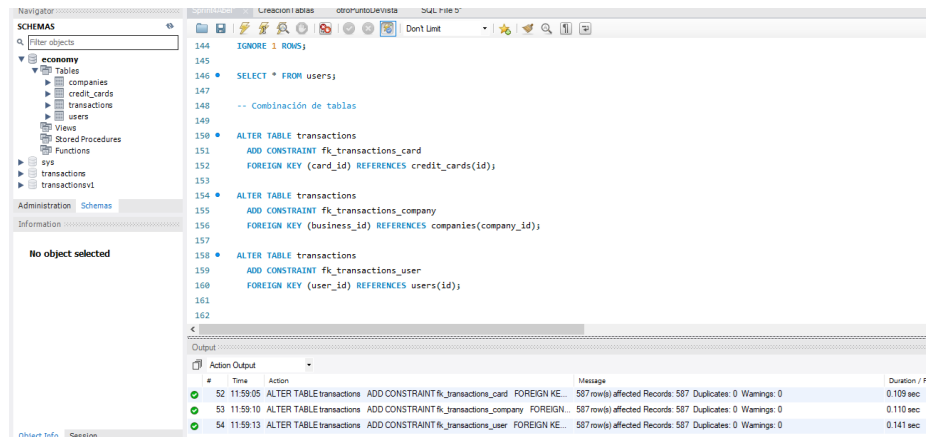 Navigator
CreacionTablas otroPuntoDeVista SQL File 5*
SCHEMAS
Filter objects
economy
Tables
companies
credit_cards
transactions
users
Views
Stored Procedures
Functions
sys
transactions
transactionsv1
Administration Schemas
Information
No object selected
Object Info Session
Don't Limit
144 IGNORE 1 ROWS;
145
146 SELECT * FROM users;
147
148 -- Combinación de tablas
149
150 ALTER TABLE transactions
151 ADD CONSTRAINT fk_transactions_card
152 FOREIGN KEY (card_id) REFERENCES credit_cards(id);
153
154 ALTER TABLE transactions
155 ADD CONSTRAINT fk_transactions_company
156 FOREIGN KEY (business_id) REFERENCES companies(company_id);
157
158 ALTER TABLE transactions
159 ADD CONSTRAINT fk_transactions_user
160 FOREIGN KEY (user_id) REFERENCES users(id);
161
162
Output
Action Output
# Time Action Message Duration / F
52 11:59:05 ALTER TABLE transactions ADD CONSTRAINT fk_transactions_card FOREIGN KE... 587 row(s) affected Records: 587 Duplicates: 0 Warnings: 0 0.109 sec
53 11:59:10 ALTER TABLE transactions ADD CONSTRAINT fk_transactions_company FOREIGN... 587 row(s) affected Records: 587 Duplicates: 0 Warnings: 0 0.110 sec
54 11:59:13 ALTER TABLE transactions ADD CONSTRAINT fk_transactions_user FOREIGN KE... 587 row(s) affected Records: 587 Duplicates: 0 Warnings: 0 0.141 sec